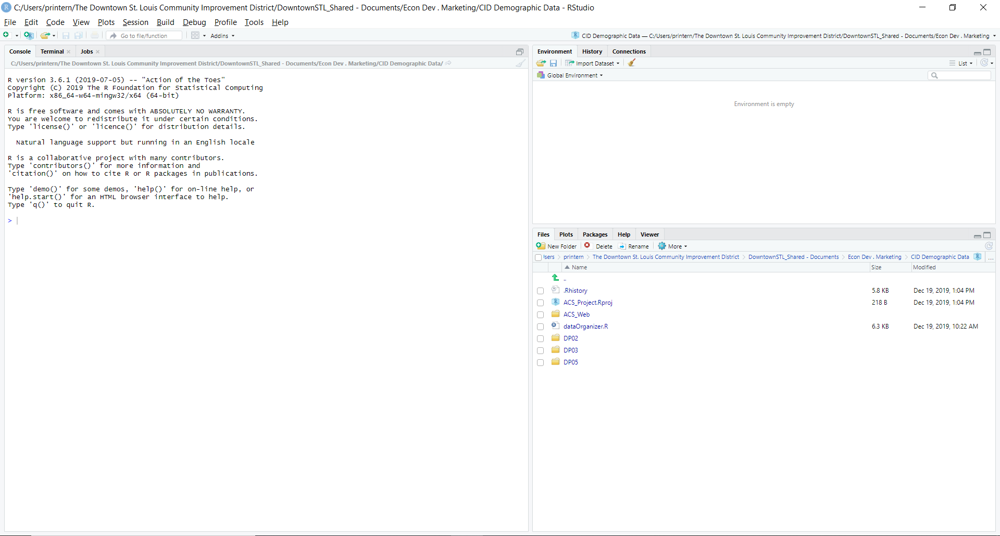 C:/Users/printern/The Downtown St. Louis Community Improvement District/DowntownSTL_Shared - Documents/Econ Dev . Marketing/CID Demographic Data - RStudio
File Edit Code View Plots Session Build Debug Profile Tools Help
Go to file/function Addins
CID Demographic Data — C:/Users/printern/The Downtown St. Louis Community Improvement District/DowntownSTL_Shared - Documents/Econ Dev . Marketing
Console Terminal Jobs
C:/Users/printern/The Downtown St. Louis Community Improvement District/DowntownSTL_Shared - Documents/Econ Dev . Marketing/CID Demographic Data/
R version 3.6.1 (2019-07-05) -- "Action of the Toes"
Copyright (C) 2019 The R Foundation for Statistical Computing
Platform: x86_64-w64-mingw32/x64 (64-bit)
R is free software and comes with ABSOLUTELY NO WARRANTY.
You are welcome to redistribute it under certain conditions.
Type 'license()' or 'licence()' for distribution details.
Natural language support but running in an English locale
R is a collaborative project with many contributors.
Type 'contributors()' for more information and
'citation()' on how to cite R or R packages in publications.
Type 'demo()' for some demos, 'help()' for on-line help, or
'help.start()' for an HTML browser interface to help.
Type 'q()' to quit R.
>
Environment History Connections
Import Dataset List
Global Environment
Environment is empty
Files Plots Packages Help Viewer
New Folder Delete Rename More
sers printern The Downtown St. Louis Community Improvement District DowntownSTL_Shared - Documents Econ Dev . Marketing CID Demographic Data ...
Name Size Modified
..
.Rhistory 5.8 KB Dec 19, 2019, 1:04 PM
ACS_Project.Rproj 218 B Dec 19, 2019, 1:04 PM
ACS_Web
dataOrganizer.R 6.3 KB Dec 19, 2019, 10:22 AM
DP02
DP03
DP05